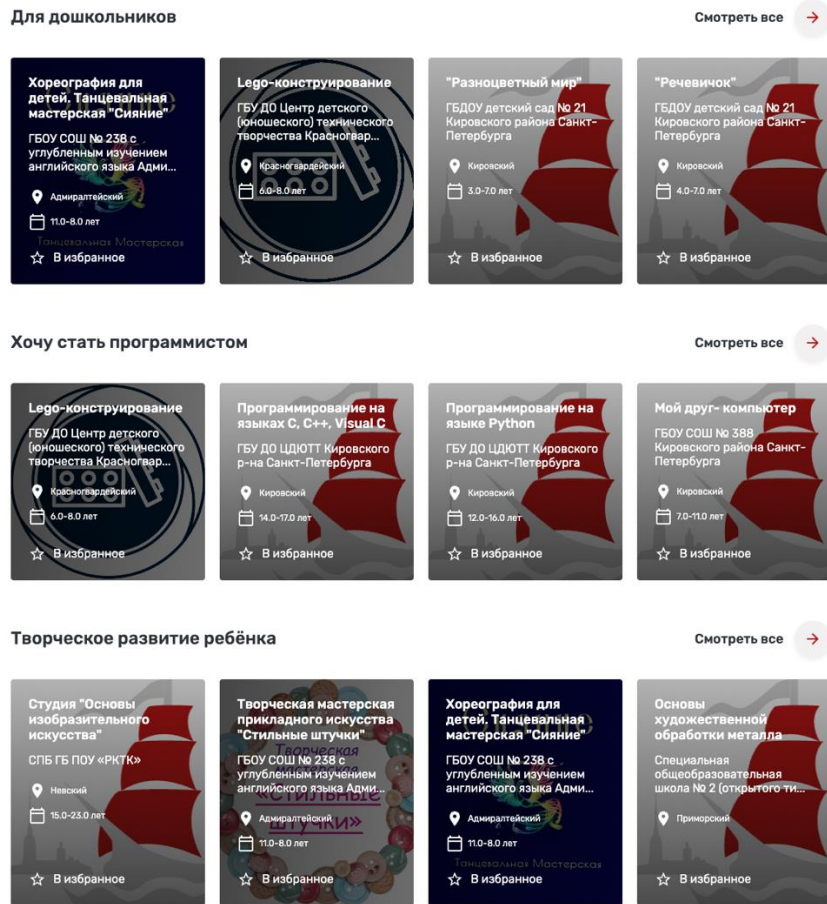 Для дошкольников
Смотреть все
Хореография для
детей. Танцевальная
мастерская "Сияние"
ГБОУ СОШ № 238 с
углубленным изучением
английского языка Адми...
Адмиралтейский
11.0-8.0 лет
Танцевальная Мастерская
В избранное
Lego-конструирование
ГБУ ДО Центр детского
(юношеского) технического
творчества Красногвар...
Красногвардейский
6.0-8.0 лет
В избранное
"Разноцветный мир"
ГБДОУ детский сад № 21
Кировского района Санкт-
Петербурга
Кировский
3.0-7.0 лет
В избранное
"Речевичок"
ГБДОУ детский сад № 21
Кировского района Санкт-
Петербурга
Кировский
4.0-7.0 лет
В избранное
Хочу стать программистом
Смотреть все
Lego-конструирование
ГБУ ДО Центр детского
(юношеского) технического
творчества Красногвар...
Красногвардейский
6.0-8.0 лет
В избранное
Программирование на
языках C, C++, Visual C
ГБУ ДО ЦДЮТТ Кировского
р-на Санкт-Петербурга
Кировский
14.0-17.0 лет
В избранное
Программирование на
языке Python
ГБУ ДО ЦДЮТТ Кировского
р-на Санкт-Петербурга
Кировский
12.0-16.0 лет
В избранное
Мой друг- компьютер
ГБОУ СОШ № 388
Кировского района Санкт-
Петербурга
Кировский
7.0-11.0 лет
В избранное
Творческое развитие ребёнка
Смотреть все
Студия "Основы
изобразительного
искусства"
СПБ ГБ ПОУ «РКТК»
Невский
15.0-23.0 лет
В избранное
Творческая мастерская
прикладного искусства
"Стильные штучки"
Творческая
мастерская
ГБОУ СОШ № 238 с
углубленным изучением
английского языка Адми...
«СТИЛЬНЫЕ
ШТУЧКИ»
Адмиралтейский
11.0-8.0 лет
В избранное
Хореография для
детей. Танцевальная
мастерская "Сияние"
ГБОУ СОШ № 238 с
углубленным изучением
английского языка Адми...
Адмиралтейский
11.0-8.0 лет
Танцевальная Мастерская
В избранное
Основы
художественной
обработки металла
Специальная
общеобразовательная
школа № 2 (открытого ти...
Приморский
В избранное